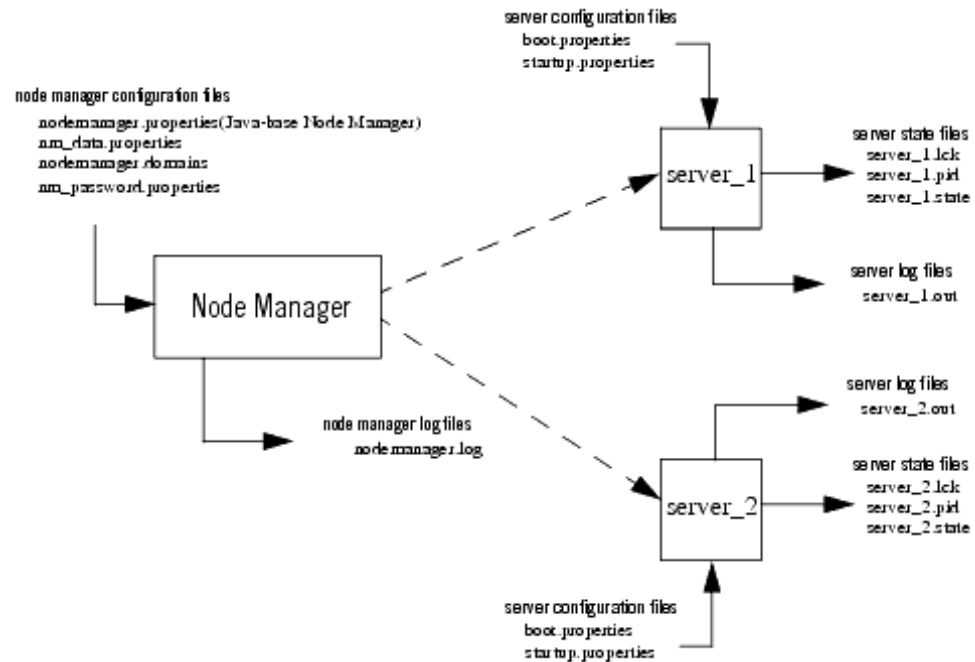 server configuration files
boot.properties
startup.properties
node manager configuration files
nodemanager.properties(Java-base Node Manager)
nm_data.properties
nodemanager.domains
nm_password.properties
server_1
server state files
server_1.lck
server_1.pid
server_1.state
server log files
server_1.out
Node Manager
node manager log files
nodemanager.log
server log files
server_2.out
server_2
server state files
server_2.lck
server_2.pid
server_2.state
server configuration files
boot.properties
startup.properties